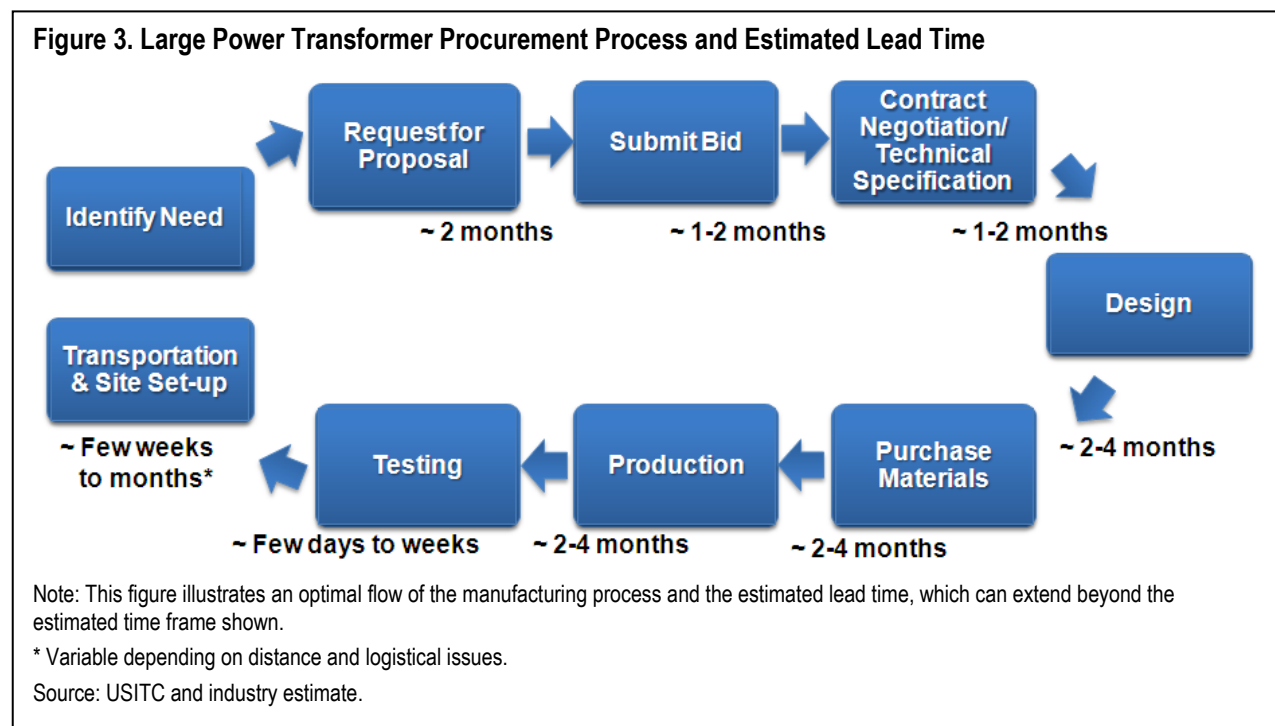 Figure 3. Large Power Transformer Procurement Process and Estimated Lead Time
Identify Need
Request for
Proposal
~ 2 months
Submit Bid
~ 1-2 months
Contract
Negotiation/
Technical
Specification
~ 1-2 months
Design
~ 2-4 months
Purchase
Materials
~ 2-4 months
Production
~ 2-4 months
Testing
~ Few days to weeks
Transportation
& Site Set-up
~ Few weeks
to months*
Note: This figure illustrates an optimal flow of the manufacturing process and the estimated lead time, which can extend beyond the
estimated time frame shown.
* Variable depending on distance and logistical issues.
Source: USITC and industry estimate.